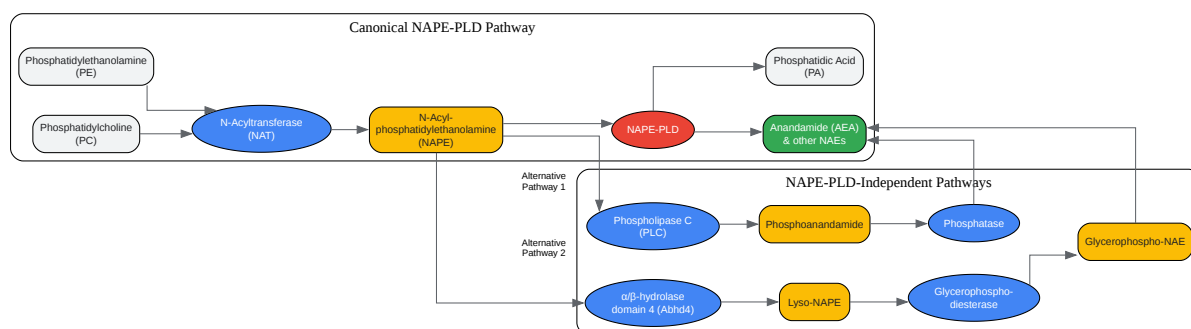 Canonical NAPE-PLD Pathway
Phosphatidylethanolamine
(PE)
Phosphatidic Acid
(PA)
Phosphatidylcholine
(PC)
N-Acyltransferase
(NAT)
N-Acyl-
phosphatidylethanolamine
(NAPE)
NAPE-PLD
Anandamide (AEA)
& other NAEs
Alternative
Pathway 1
NAPE-PLD-Independent Pathways
Phospholipase C
(PLC)
Phosphoanandamide
Phosphatase
Glycerophospho-NAE
Alternative
Pathway 2
α/β-hydrolase
domain 4 (Abhd4)
Lyso-NAPE
Glycerophospho-
diesterase